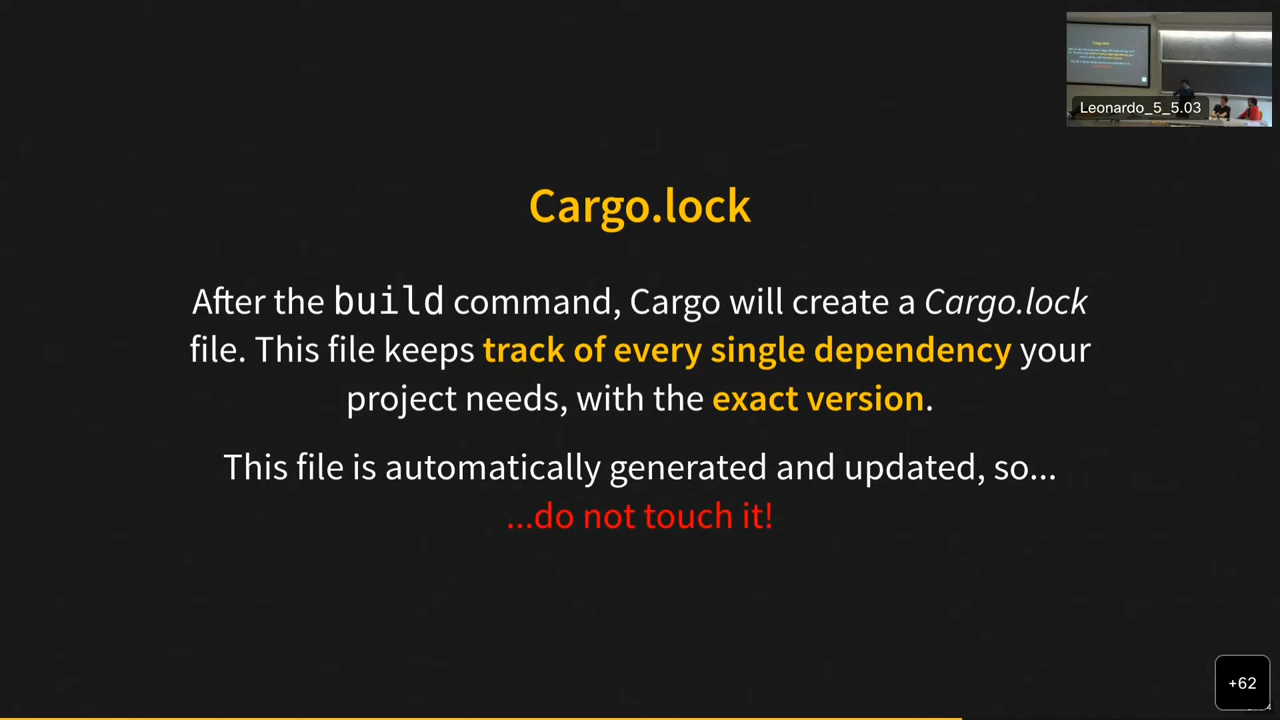 Leonardo_5_5.03
Cargo.lock
After the build command, Cargo will create a Cargo.lock
file. This file keeps track of every single dependency your
project needs, with the exact version.
This file is automatically generated and updated, so...
...do not touch it!
+62